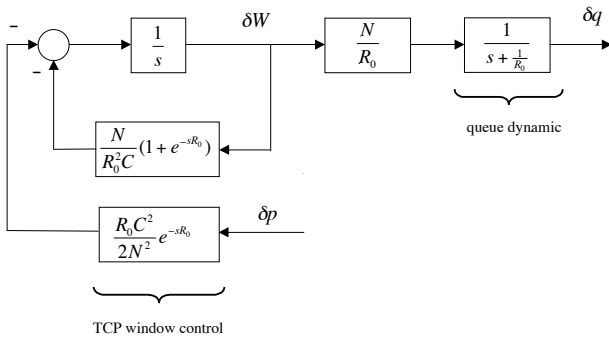 −
−
1/s
δW
N/R₀
1/(s + 1/R₀)
δq
queue dynamic
N/(R₀²C) (1 + e^{−sR₀})
R₀C²/(2N²) e^{−sR₀}
δp
TCP window control